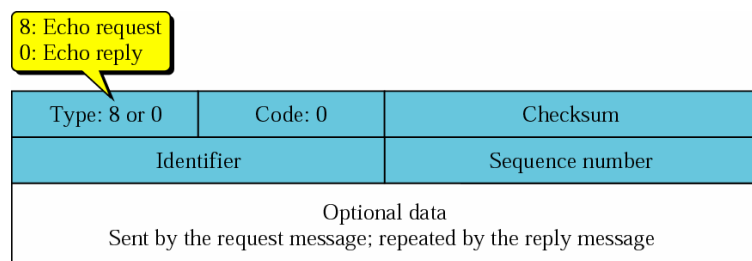 8: Echo request
0: Echo reply
Type: 8 or 0 Code: 0 Checksum
Identifier Sequence number
Optional data
Sent by the request message; repeated by the reply message